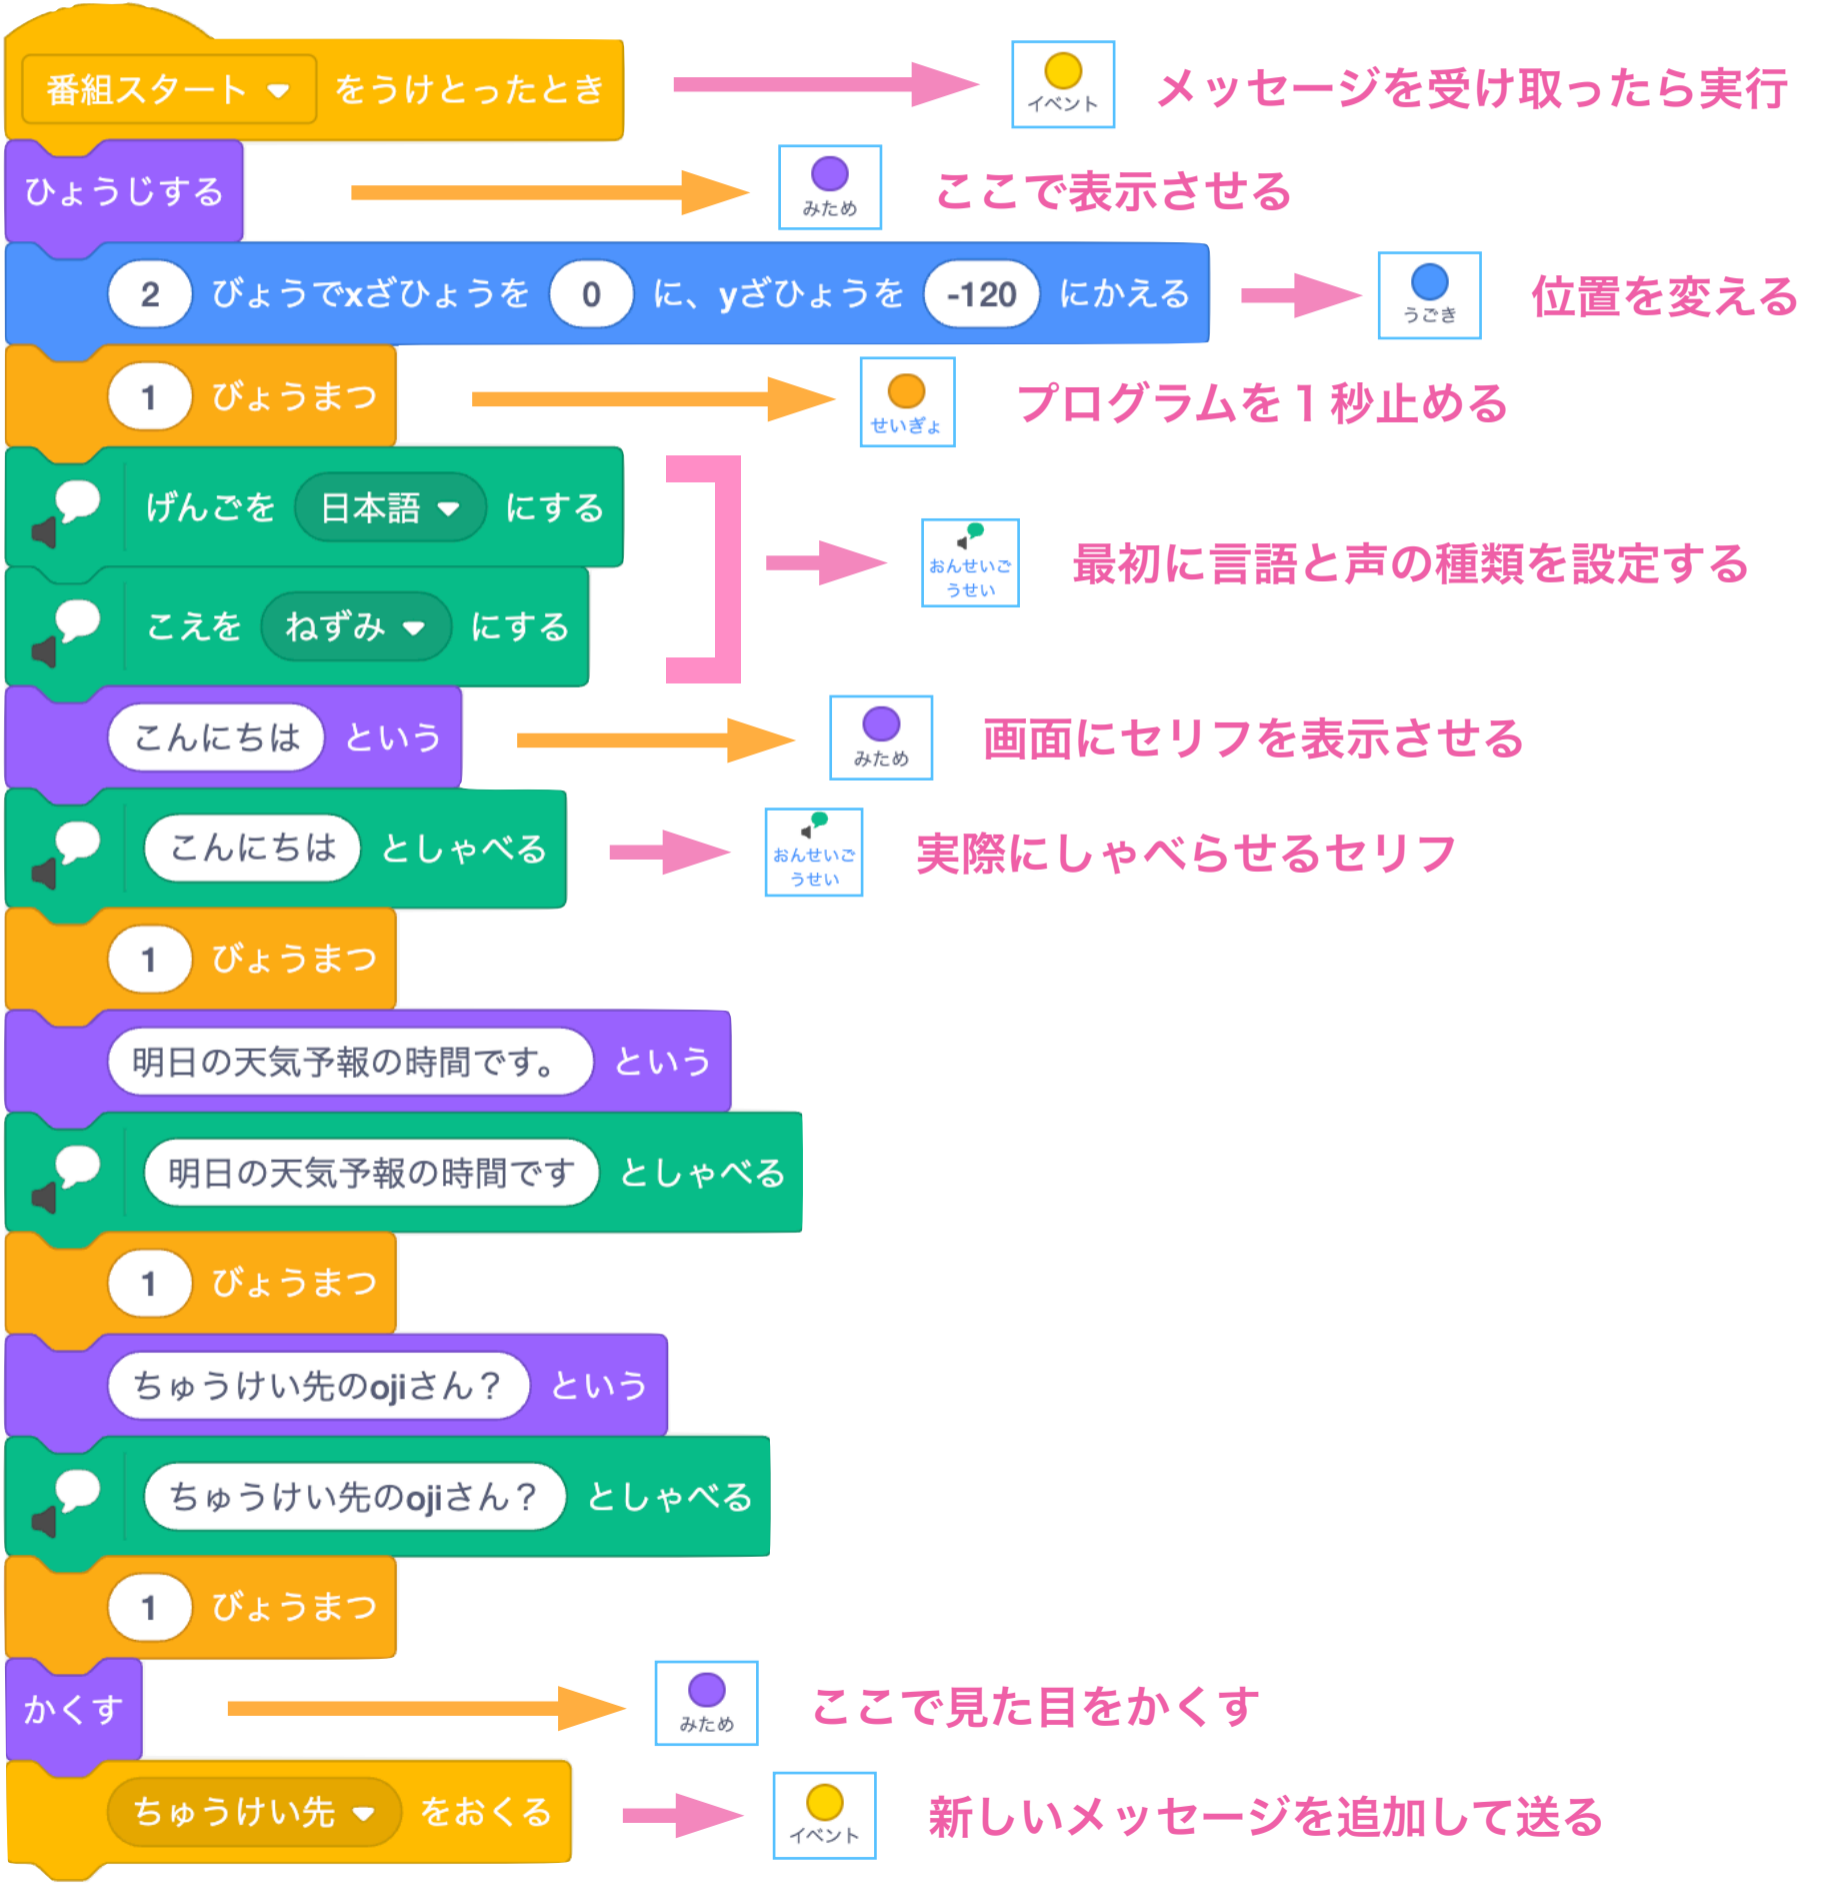 番組スタート をうけとったとき
イベント
メッセージを受け取ったら実行
ひょうじする
みため
ここで表示させる
2 びょうでxざひょうを 0 に、yざひょうを -120 にかえる
うごき
位置を変える
1 びょうまつ
せいぎょ
プログラムを１秒止める
げんごを 日本語 にする
こえを ねずみ にする
おんせいご
うせい
最初に言語と声の種類を設定する
こんにちは という
みため
画面にセリフを表示させる
こんにちは としゃべる
おんせいご
うせい
実際にしゃべらせるセリフ
1 びょうまつ
明日の天気予報の時間です。 という
明日の天気予報の時間です としゃべる
1 びょうまつ
ちゅうけい先のojiさん？ という
ちゅうけい先のojiさん？ としゃべる
1 びょうまつ
かくす
みため
ここで見た目をかくす
ちゅうけい先 をおくる
イベント
新しいメッセージを追加して送る